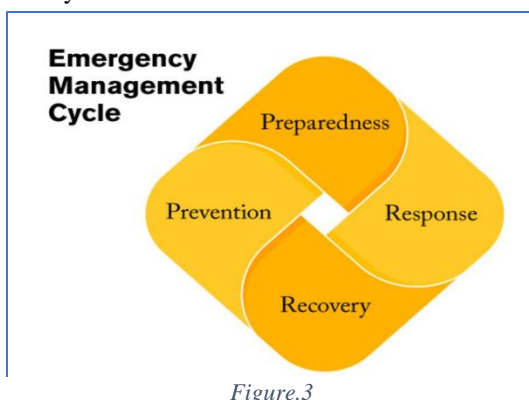 Emergency
Management
Cycle
Preparedness
Prevention
Response
Recovery
Figure.3